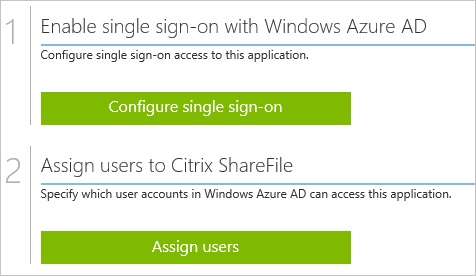 1
Enable single sign-on with Windows Azure AD
Configure single sign-on access to this application.
Configure single sign-on
2
Assign users to Citrix ShareFile
Specify which user accounts in Windows Azure AD can access this application.
Assign users